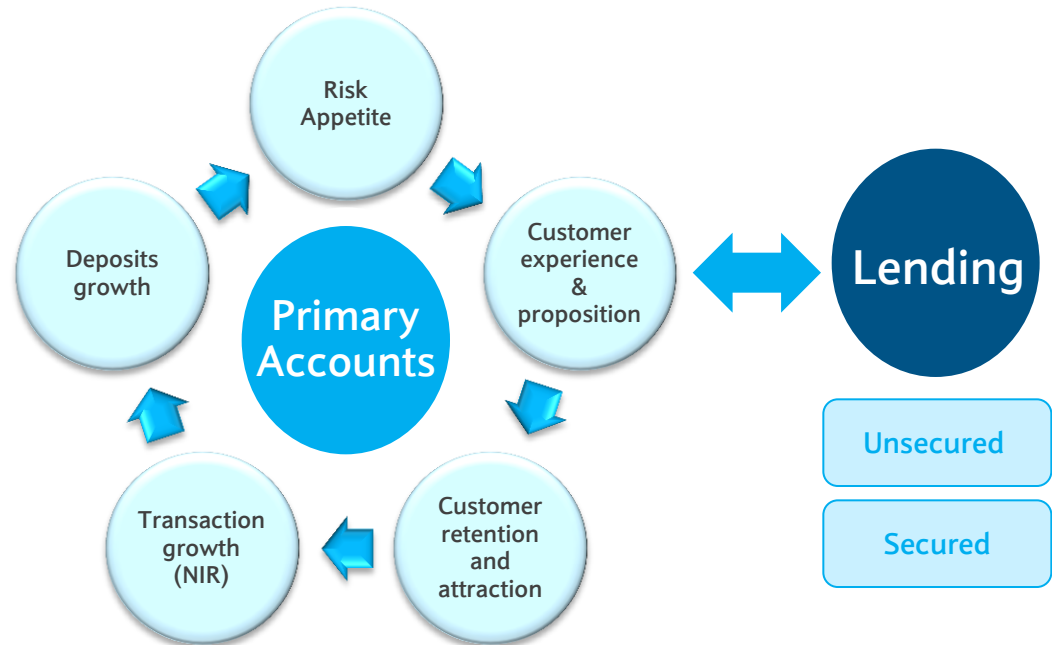 Risk
Appetite
Customer
experience
&
proposition
Customer
retention
and
attraction
Transaction
growth
(NIR)
Deposits
growth
Primary
Accounts
Lending
Unsecured
Secured